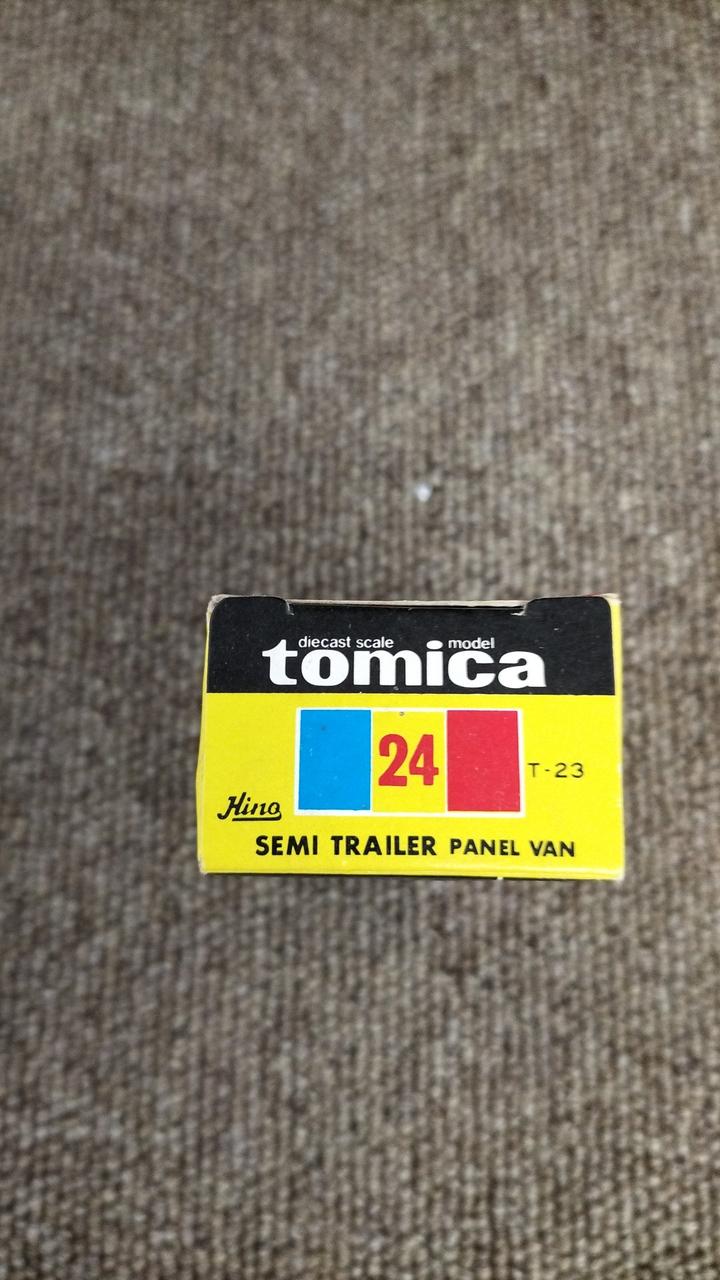 diecast scale model
tomica
24
T-23
Hino
SEMI TRAILER PANEL VAN